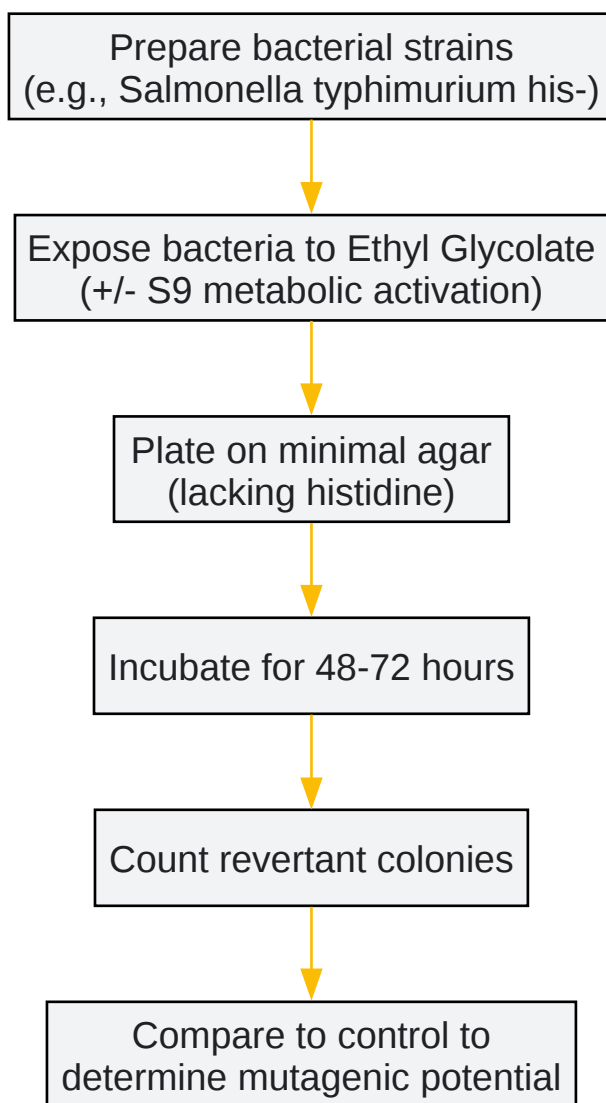 Prepare bacterial strains
(e.g., Salmonella typhimurium his-)
Expose bacteria to Ethyl Glycolate
(+/- S9 metabolic activation)
Plate on minimal agar
(lacking histidine)
Incubate for 48-72 hours
Count revertant colonies
Compare to control to
determine mutagenic potential